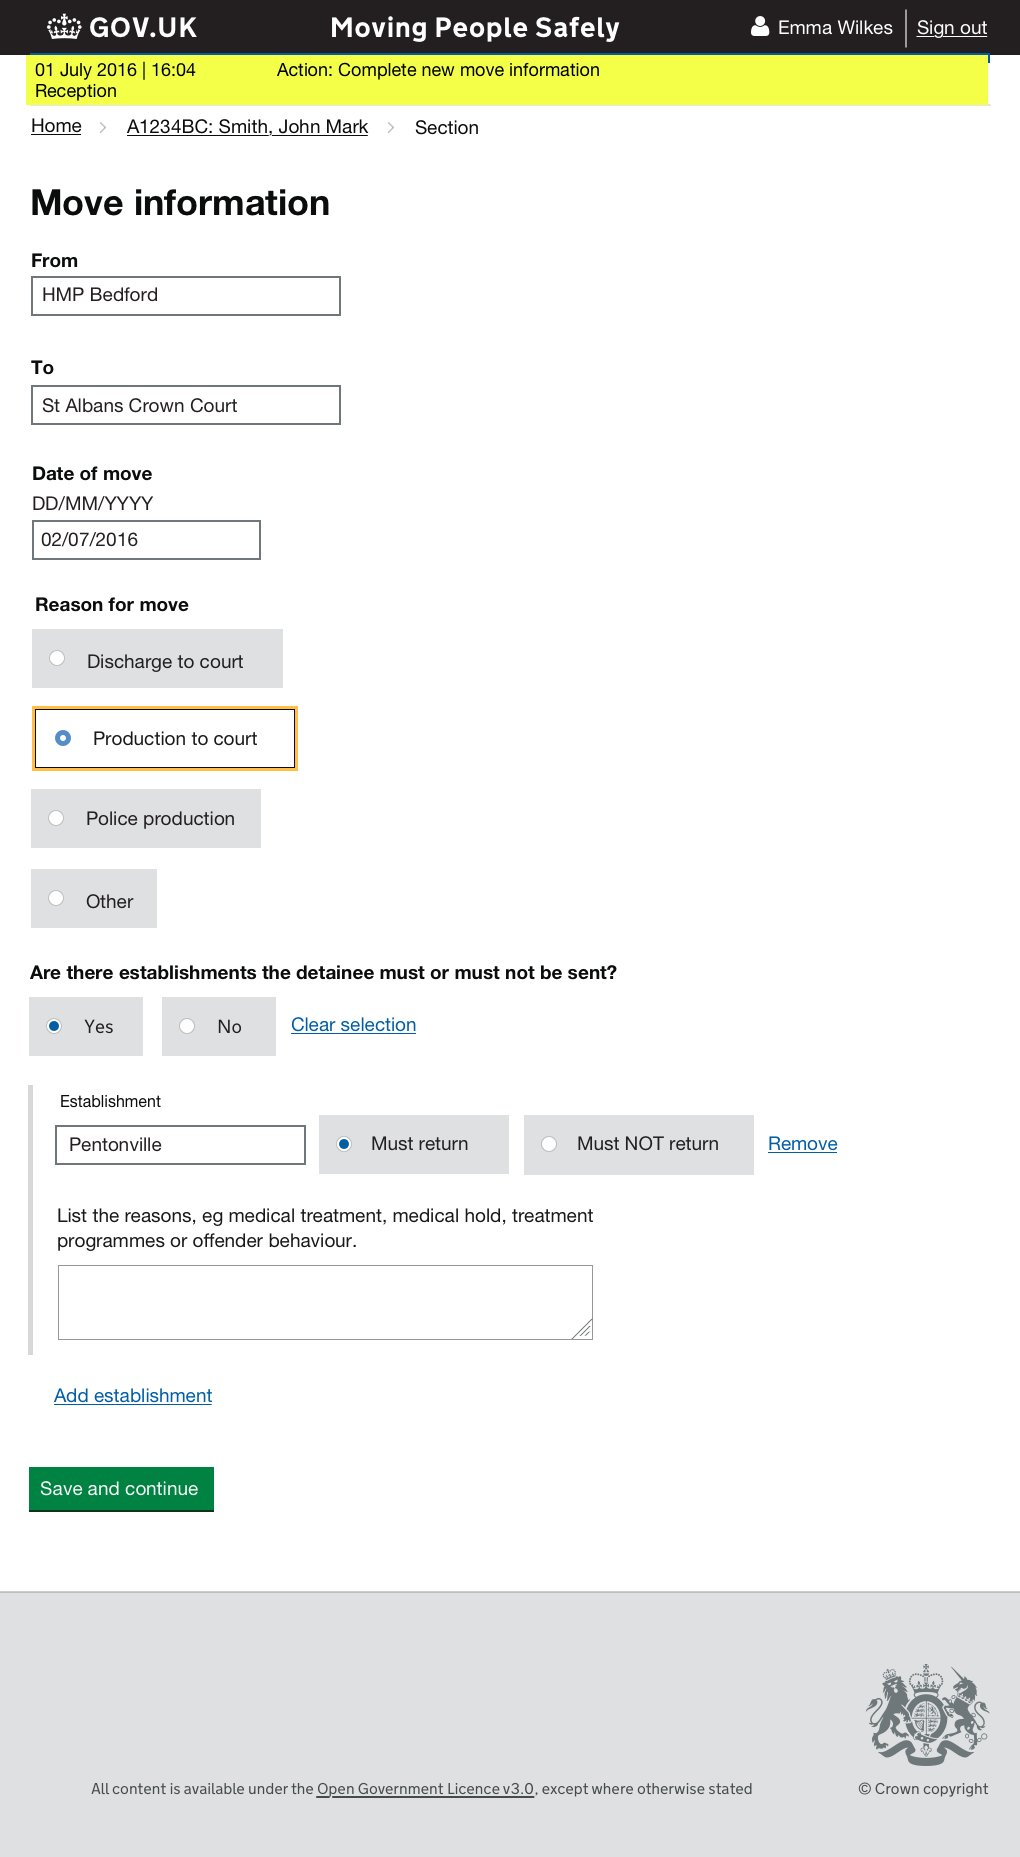 GOV.UK Moving People Safely Emma Wilkes Sign out
01 July 2016 | 16:04 Action: Complete new move information
Reception
Home A1234BC: Smith, John Mark Section
Move information
From
HMP Bedford
To
St Albans Crown Court
Date of move
DD/MM/YYYY
02/07/2016
Reason for move
Discharge to court
Production to court
Police production
Other
Are there establishments the detainee must or must not be sent?
Yes No Clear selection
Establishment
Pentonville Must return Must NOT return Remove
List the reasons, eg medical treatment, medical hold, treatment
programmes or offender behaviour.
Add establishment
Save and continue
All content is available under the Open Government Licence v3.0, except where otherwise stated © Crown copyright